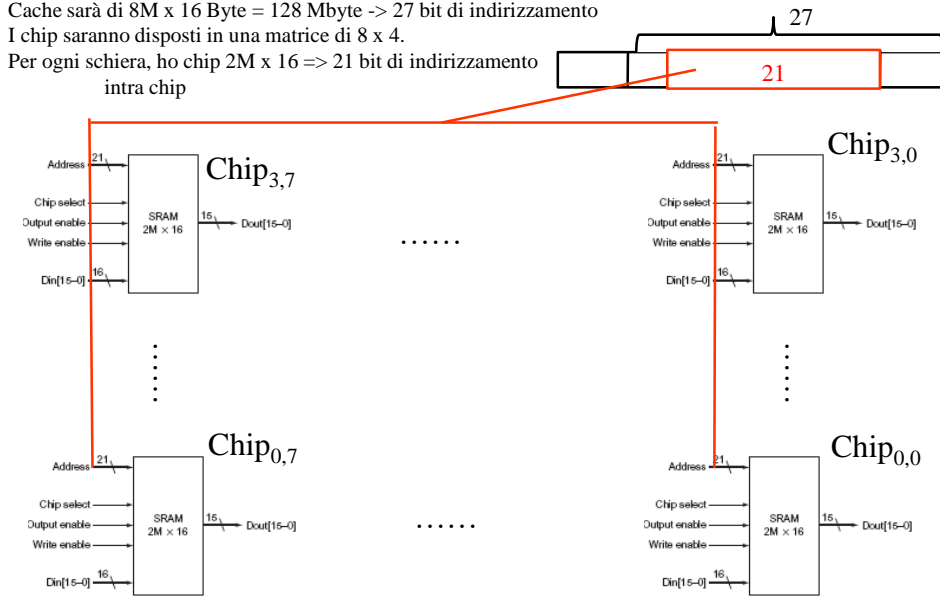 Cache sarà di 8M x 16 Byte = 128 Mbyte -> 27 bit di indirizzamento
I chip saranno disposti in una matrice di 8 x 4.
Per ogni schiera, ho chip 2M x 16 => 21 bit di indirizzamento
intra chip
27
21
Chip3,7
Address 21
Chip select
Output enable
Write enable
Din[15–0] 16
SRAM
2M × 16
15 Dout[15–0]
......
Chip3,0
Address 21
Chip select
Output enable
Write enable
Din[15–0] 16
SRAM
2M × 16
15 Dout[15–0]
......
......
Chip0,7
Address 21
Chip select
Output enable
Write enable
Din[15–0] 16
SRAM
2M × 16
15 Dout[15–0]
......
Chip0,0
Address 21
Chip select
Output enable
Write enable
Din[15–0] 16
SRAM
2M × 16
15 Dout[15–0]